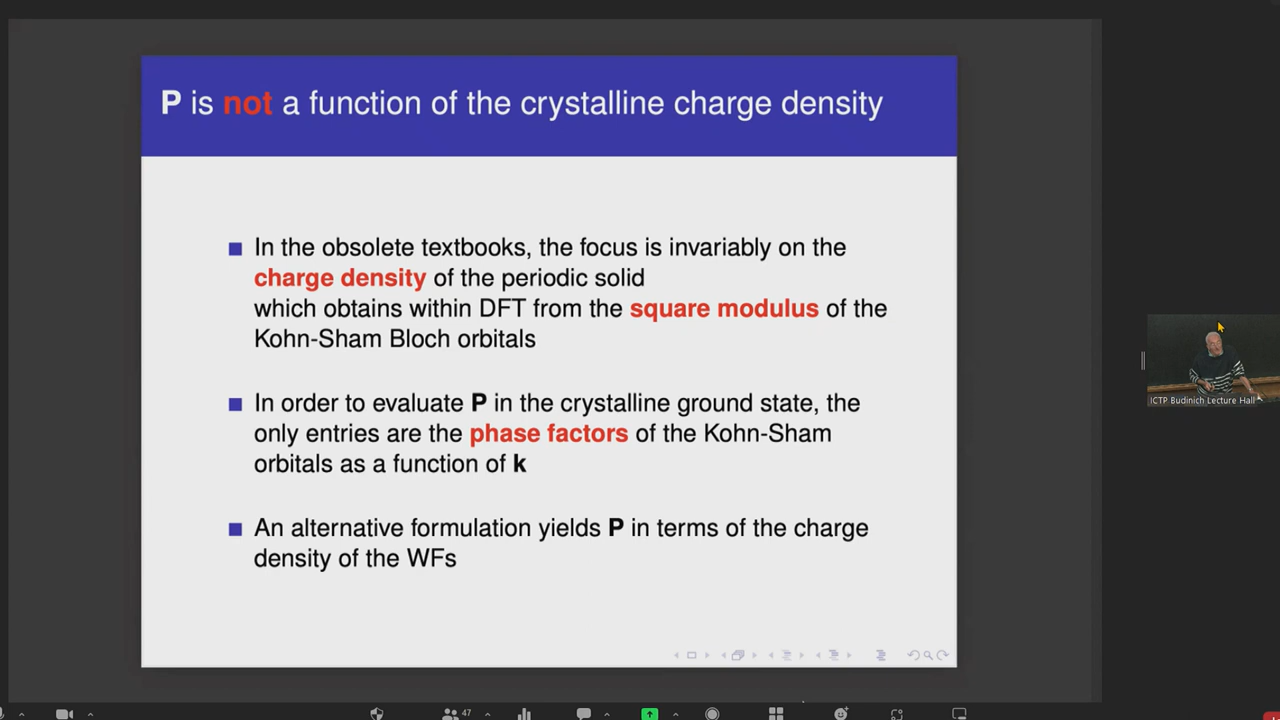 P is not a function of the crystalline charge density
In the obsolete textbooks, the focus is invariably on the
charge density of the periodic solid
which obtains within DFT from the square modulus of the
Kohn-Sham Bloch orbitals
In order to evaluate P in the crystalline ground state, the
only entries are the phase factors of the Kohn-Sham
orbitals as a function of k
An alternative formulation yields P in terms of the charge
density of the WFs
ICTP Budinich Lecture Hall
47